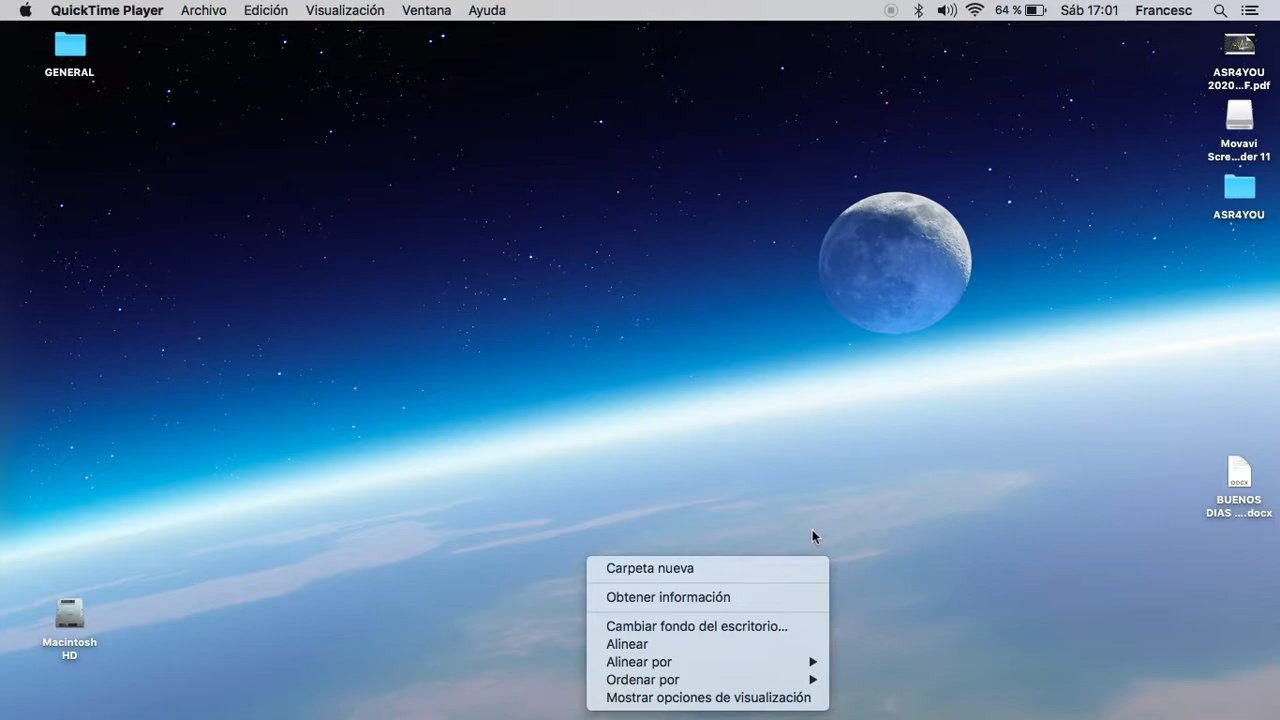 QuickTime Player Archivo Edición Visualización Ventana Ayuda 64 % Sáb 17:01 Francesc
GENERAL
ASR4YOU
2020...F.pdf
Movavi
Scre...der 11
ASR4YOU
BUENOS
DIAS ....docx
DOCX
Macintosh
HD
Carpeta nueva
Obtener información
Cambiar fondo del escritorio...
Alinear
Alinear por
Ordenar por
Mostrar opciones de visualización